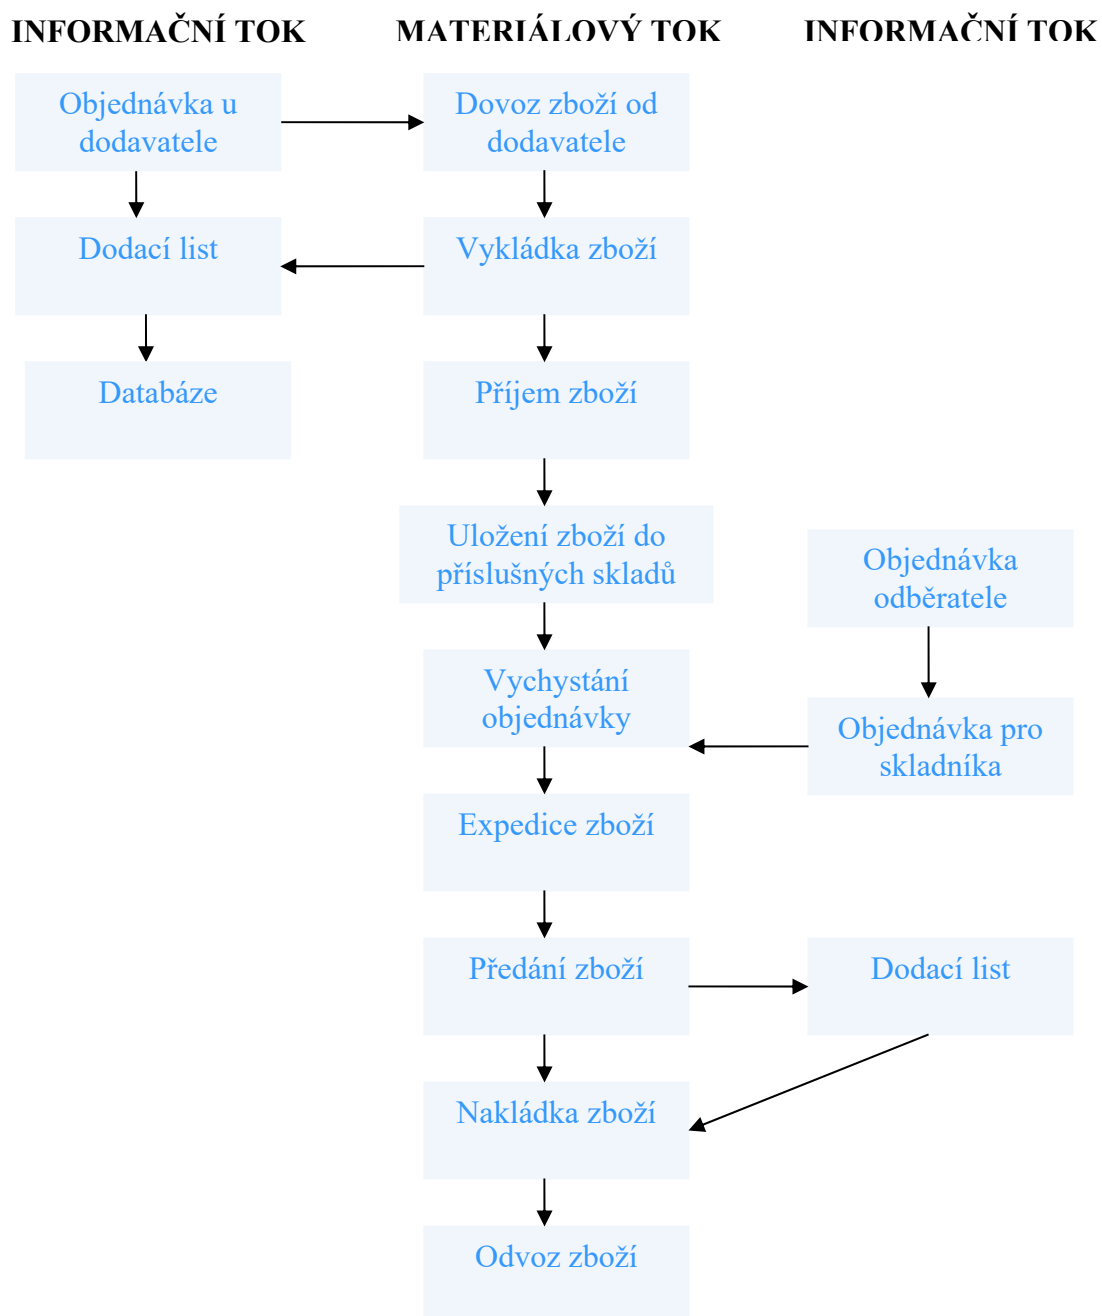 INFORMAČNÍ TOK
MATERIÁLOVÝ TOK
INFORMAČNÍ TOK
Objednávka u
dodavatele
Dovoz zboží od
dodavatele
Dodací list
Vykládka zboží
Databáze
Příjem zboží
Uložení zboží do
příslušných skladů
Objednávka
odběratele
Vychystání
objednávky
Objednávka pro
skladníka
Expedice zboží
Předání zboží
Dodací list
Nakládka zboží
Odvoz zboží